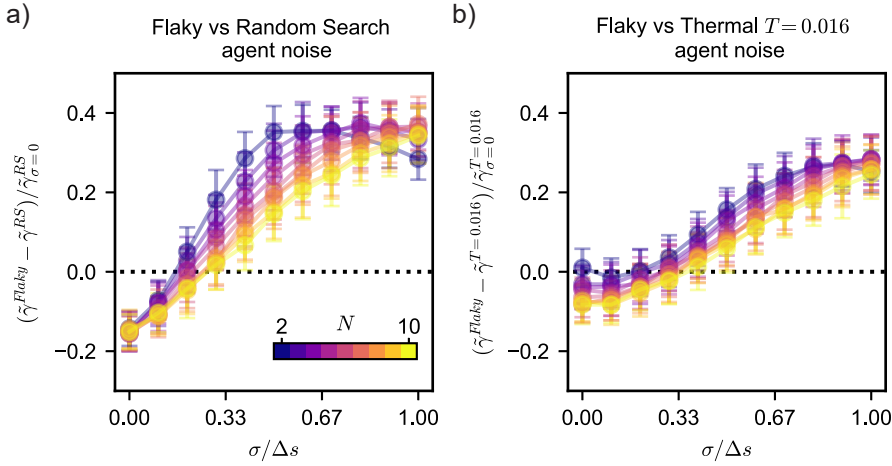 a)
Flaky vs Random Search
agent noise
(γ̃^Flaky − γ̃^RS)/γ̃^RS_σ=0
0.4
0.2
0.0
−0.2
N
2 10
0.00 0.33 0.67 1.00
σ/Δs
b)
Flaky vs Thermal T = 0.016
agent noise
(γ̃^Flaky − γ̃^T=0.016)/γ̃^T=0.016_σ=0
0.4
0.2
0.0
−0.2
0.00 0.33 0.67 1.00
σ/Δs